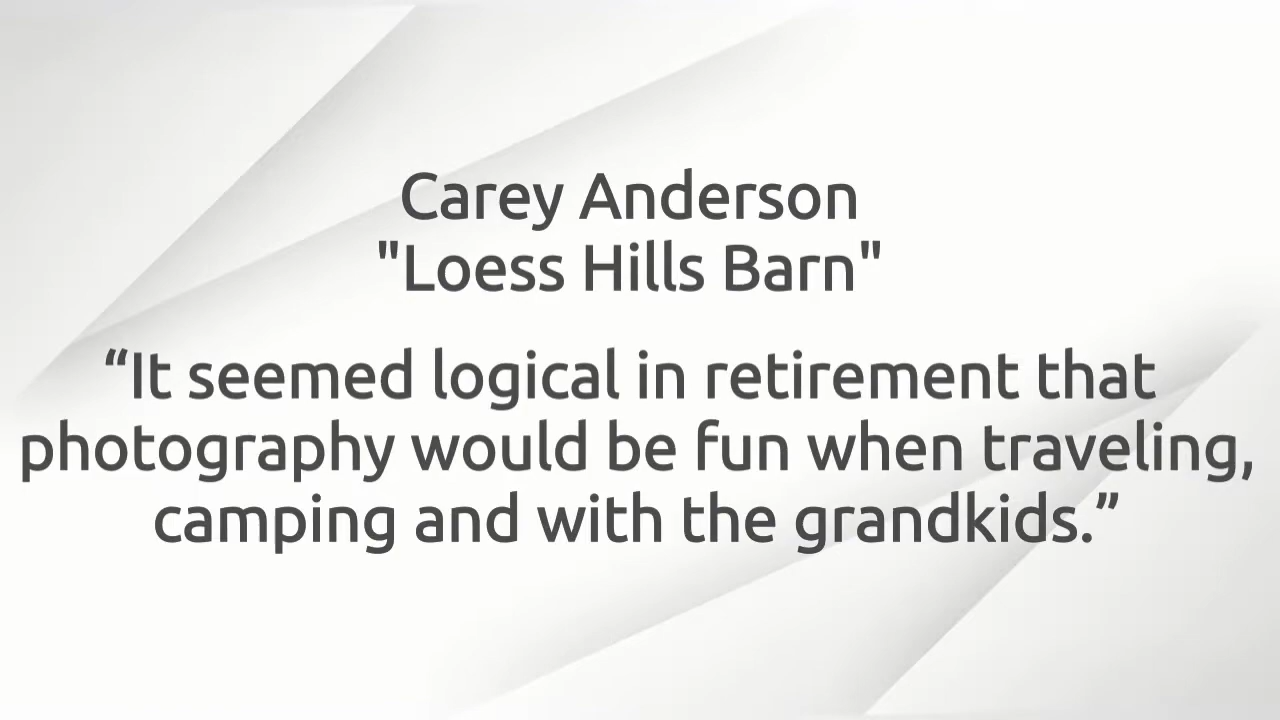 Carey Anderson
"Loess Hills Barn"
“It seemed logical in retirement that
photography would be fun when traveling,
camping and with the grandkids.”